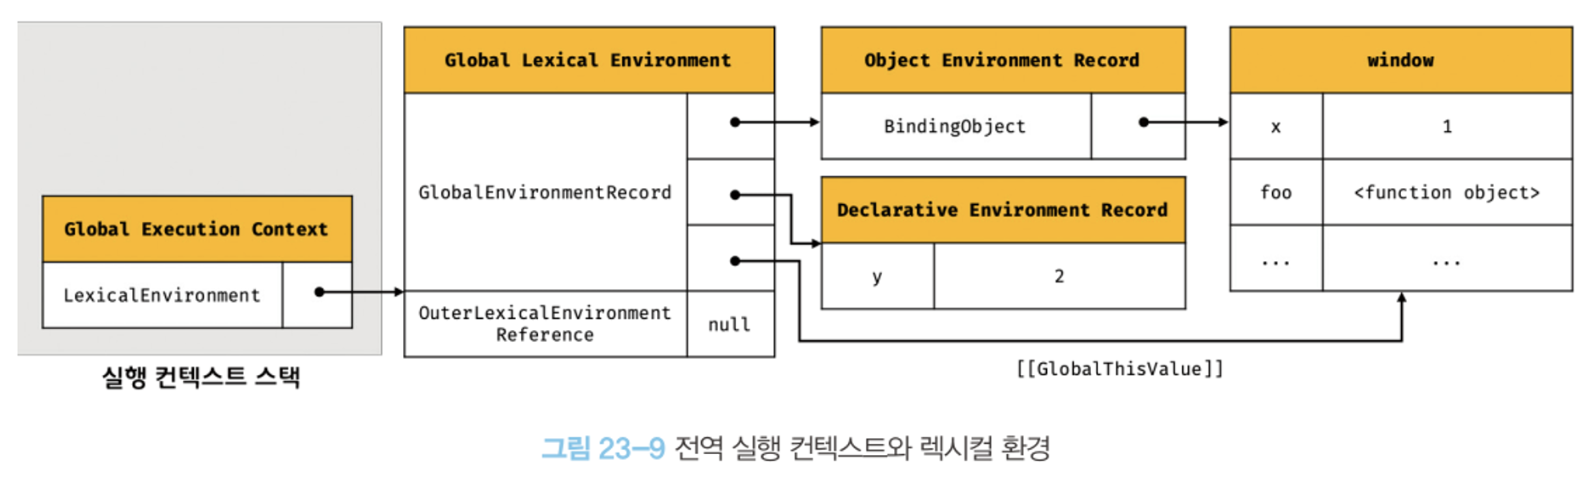 Global Execution Context
LexicalEnvironment
실행 컨텍스트 스택
Global Lexical Environment
GlobalEnvironmentRecord
OuterLexicalEnvironment
Reference
null
Object Environment Record
BindingObject
Declarative Environment Record
y 2
window
x 1
foo <function object>
... ...
[[GlobalThisValue]]
그림 23-9 전역 실행 컨텍스트와 렉시컬 환경